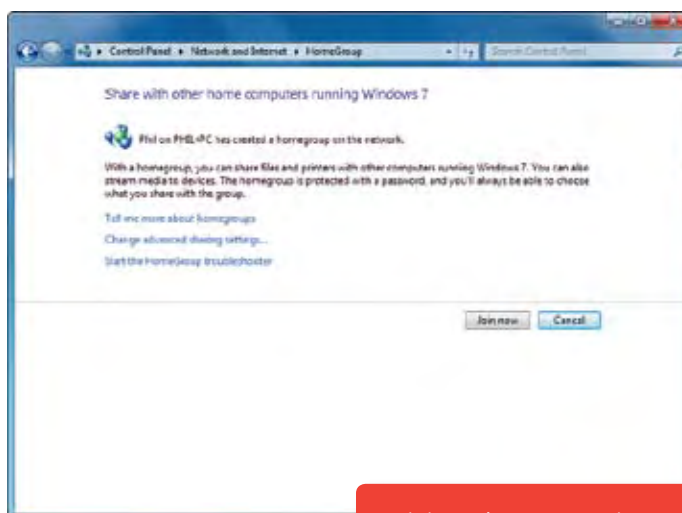 Control Panel ▸ Network and Internet ▸ HomeGroup
Search Control Panel
Share with other home computers running Windows 7
Phil on PHIL-PC has created a homegroup on the network.
With a homegroup, you can share files and printers with other computers running Windows 7. You can also
stream media to devices. The homegroup is protected with a password, and you'll always be able to choose
what you share with the group.
Tell me more about homegroups
Change advanced sharing settings...
Start the HomeGroup troubleshooter
Join now
Cancel